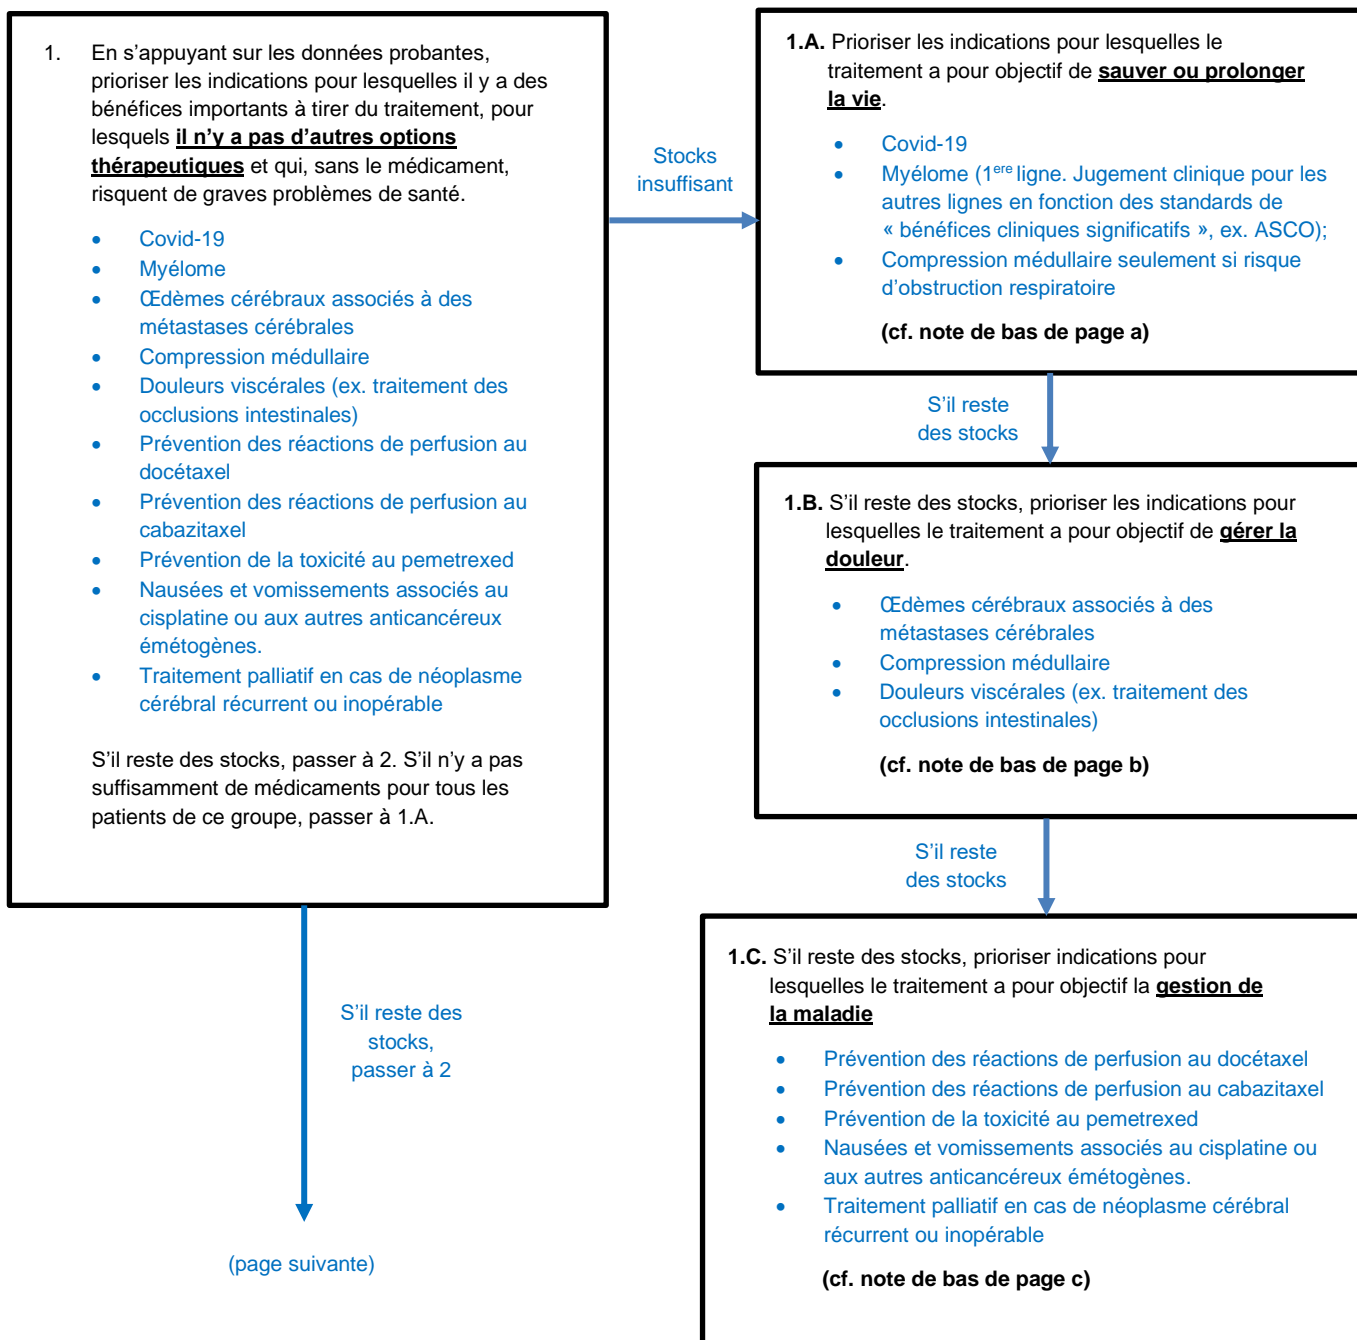 1. En s'appuyant sur les données probantes,
prioriser les indications pour lesquelles il y a des
bénéfices importants à tirer du traitement, pour
lesquels il n'y a pas d'autres options
thérapeutiques et qui, sans le médicament,
risquent de graves problèmes de santé.
• Covid-19
• Myélome
• Œdèmes cérébraux associés à des
métastases cérébrales
• Compression médullaire
• Douleurs viscérales (ex. traitement des
occlusions intestinales)
• Prévention des réactions de perfusion au
docétaxel
• Prévention des réactions de perfusion au
cabazitaxel
• Prévention de la toxicité au pemetrexed
• Nausées et vomissements associés au
cisplatine ou aux autres anticancéreux
émétogènes.
• Traitement palliatif en cas de néoplasme
cérébral récurrent ou inopérable
S'il reste des stocks, passer à 2. S'il n'y a pas
suffisamment de médicaments pour tous les
patients de ce groupe, passer à 1.A.
Stocks
insuffisant
1.A. Prioriser les indications pour lesquelles le
traitement a pour objectif de sauver ou prolonger
la vie.
• Covid-19
• Myélome (1ere ligne. Jugement clinique pour les
autres lignes en fonction des standards de
« bénéfices cliniques significatifs », ex. ASCO);
• Compression médullaire seulement si risque
d'obstruction respiratoire
(cf. note de bas de page a)
S'il reste
des stocks
1.B. S'il reste des stocks, prioriser les indications pour
lesquelles le traitement a pour objectif de gérer la
douleur.
• Œdèmes cérébraux associés à des
métastases cérébrales
• Compression médullaire
• Douleurs viscérales (ex. traitement des
occlusions intestinales)
(cf. note de bas de page b)
S'il reste
des stocks
1.C. S'il reste des stocks, prioriser indications pour
lesquelles le traitement a pour objectif la gestion de
la maladie
• Prévention des réactions de perfusion au docétaxel
• Prévention des réactions de perfusion au cabazitaxel
• Prévention de la toxicité au pemetrexed
• Nausées et vomissements associés au cisplatine ou
aux autres anticancéreux émétogènes.
• Traitement palliatif en cas de néoplasme cérébral
récurrent ou inopérable
(cf. note de bas de page c)
S'il reste des
stocks,
passer à 2
(page suivante)